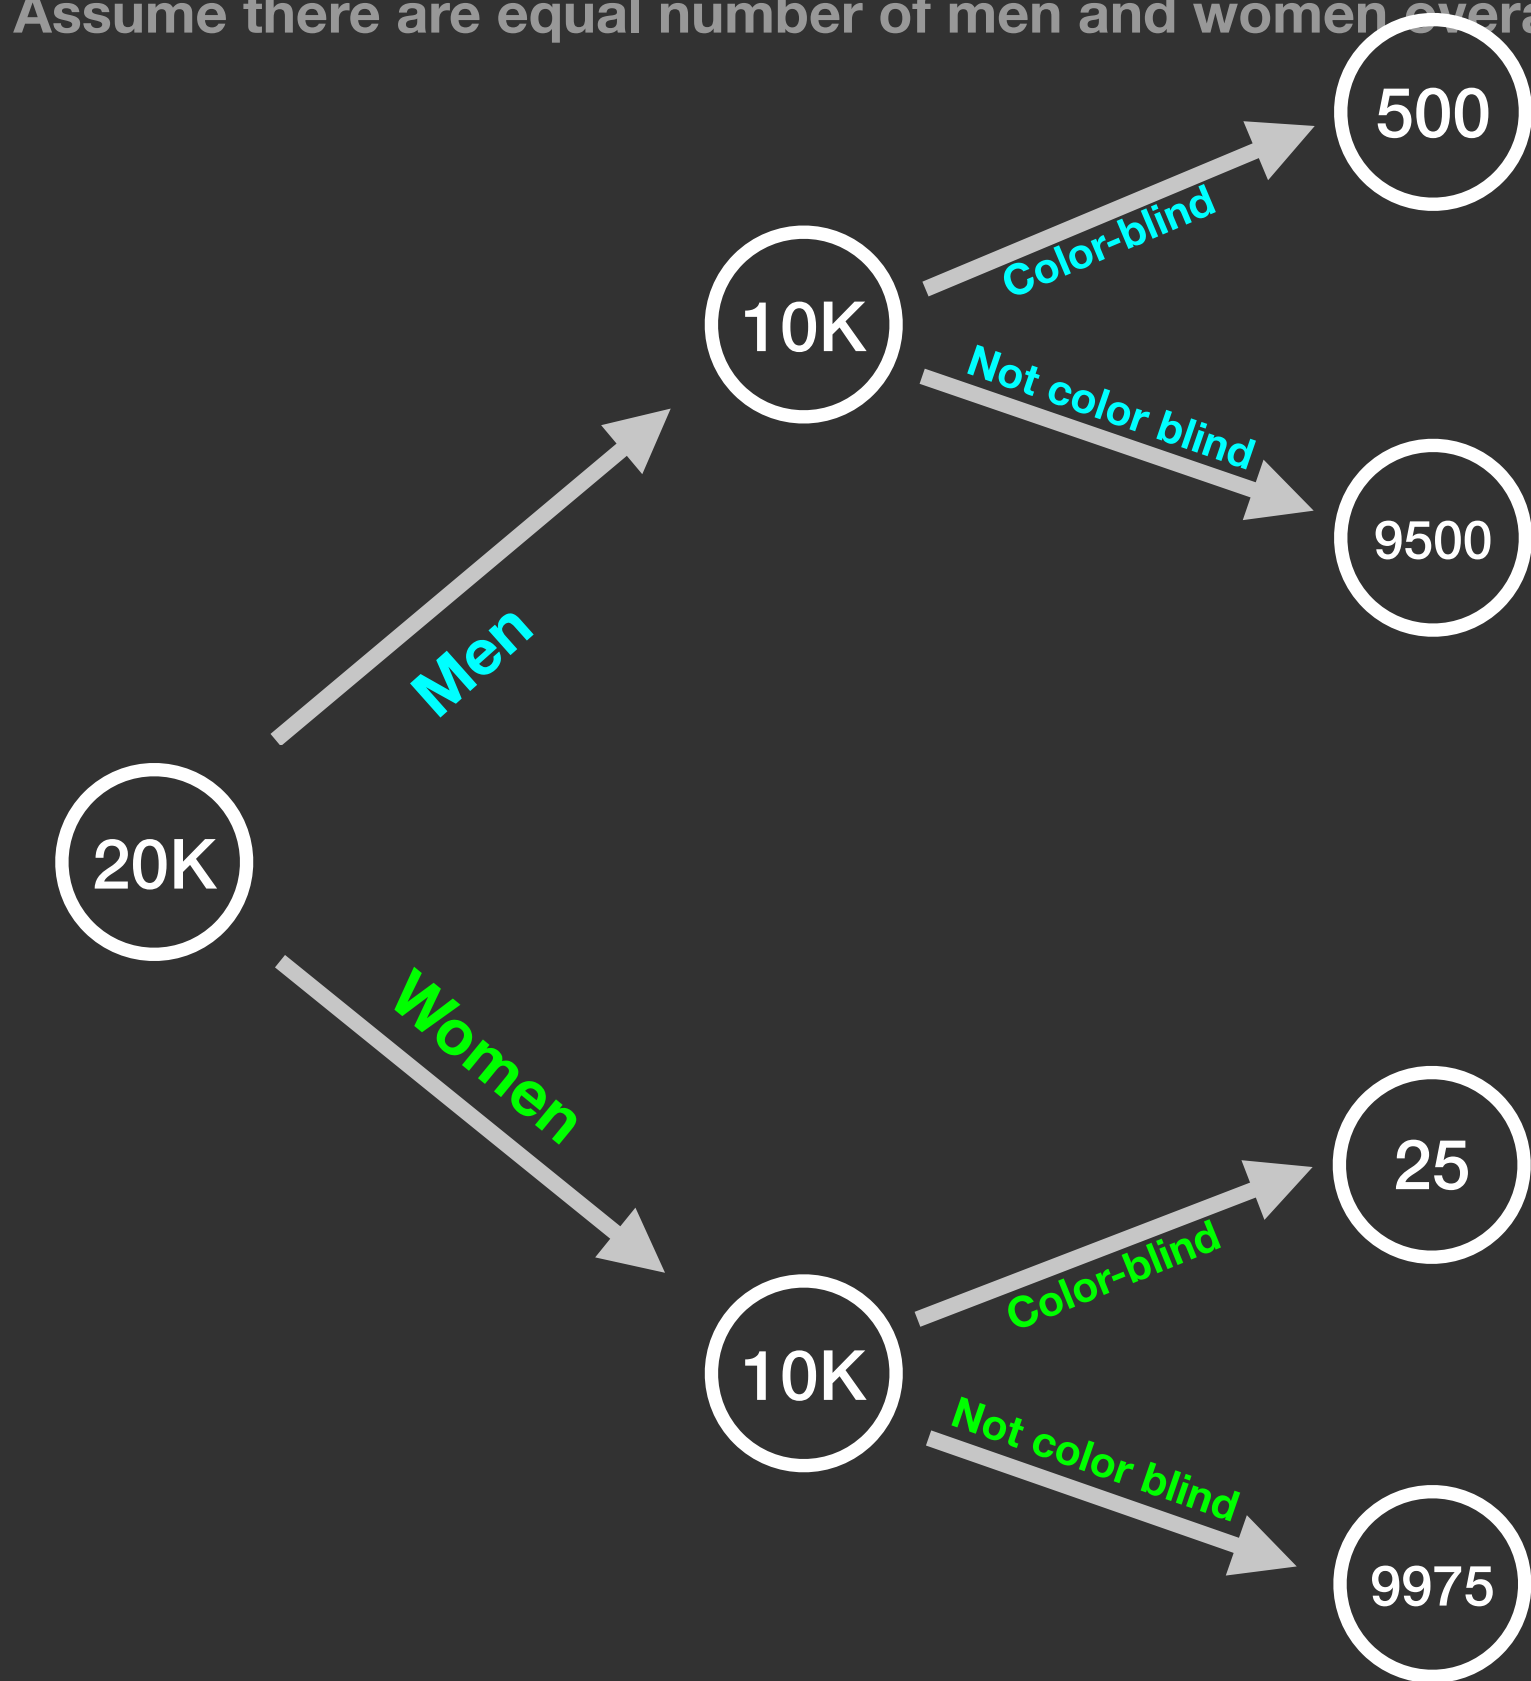 Assume there are equal number of men and women
500
Color-blind
10K
Not color blind
9500
Men
20K
Women
25
Color-blind
10K
Not color blind
9975